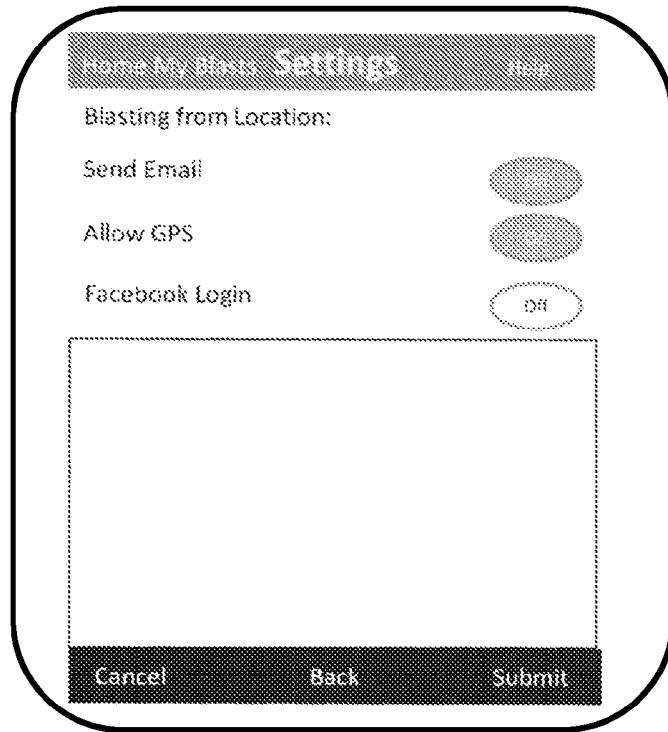 Home My Blasts Settings Help
Blasting from Location:
Send Email
Allow GPS
Facebook Login Off
Cancel Back Submit